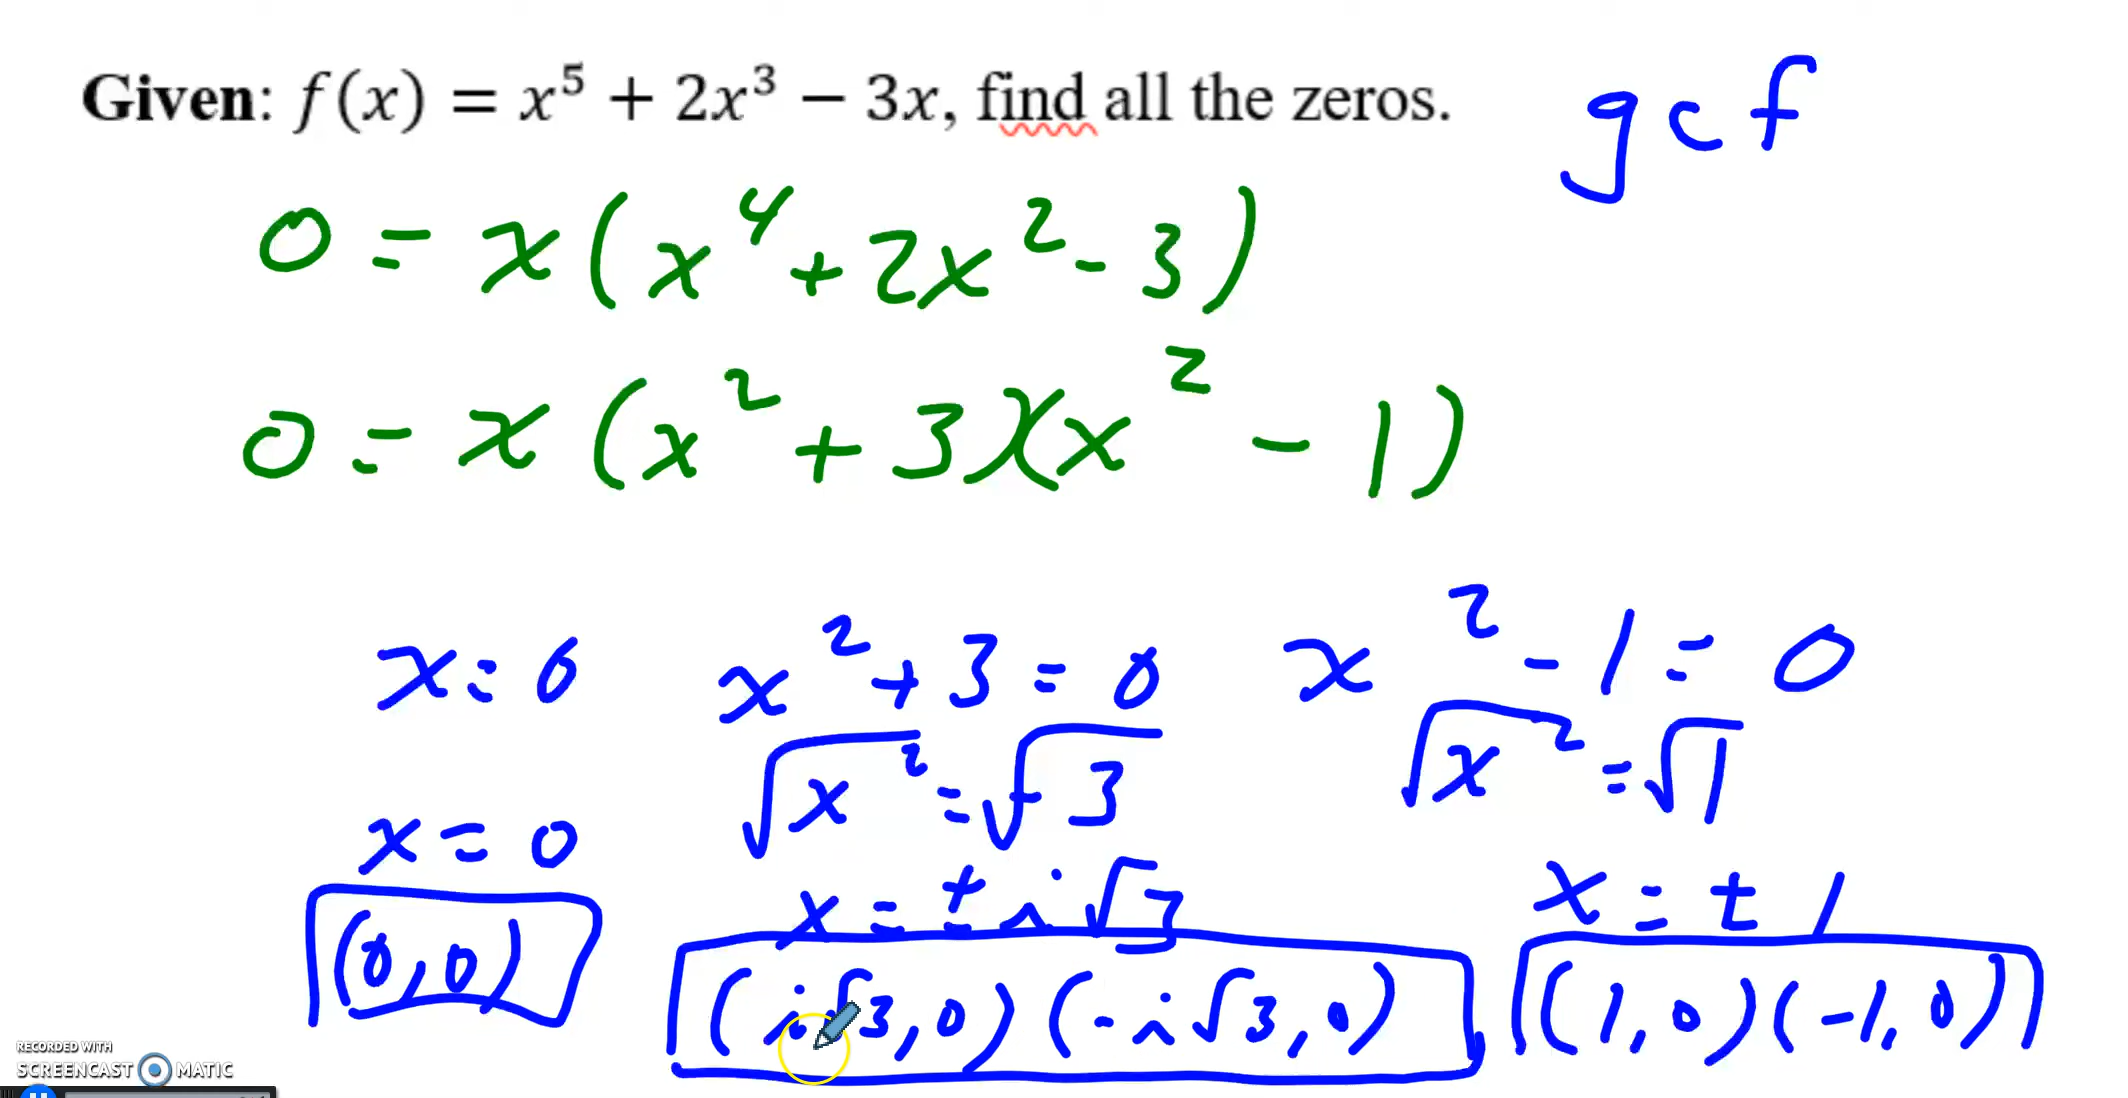 Given: f(x) = x⁵ + 2x³ − 3x, find all the zeros.
gcf
0 = x(x⁴ + 2x² - 3)
0 = x(x² + 3)(x² - 1)
x = 0 x² + 3 = 0 x² - 1 = 0
√x² = √-3 √x² = √1
x = 0 x = ± i√3 x = ± 1
(0,0) (i√3, 0) (-i√3, 0) (1, 0) (-1, 0)
RECORDED WITH
SCREENCAST MATIC